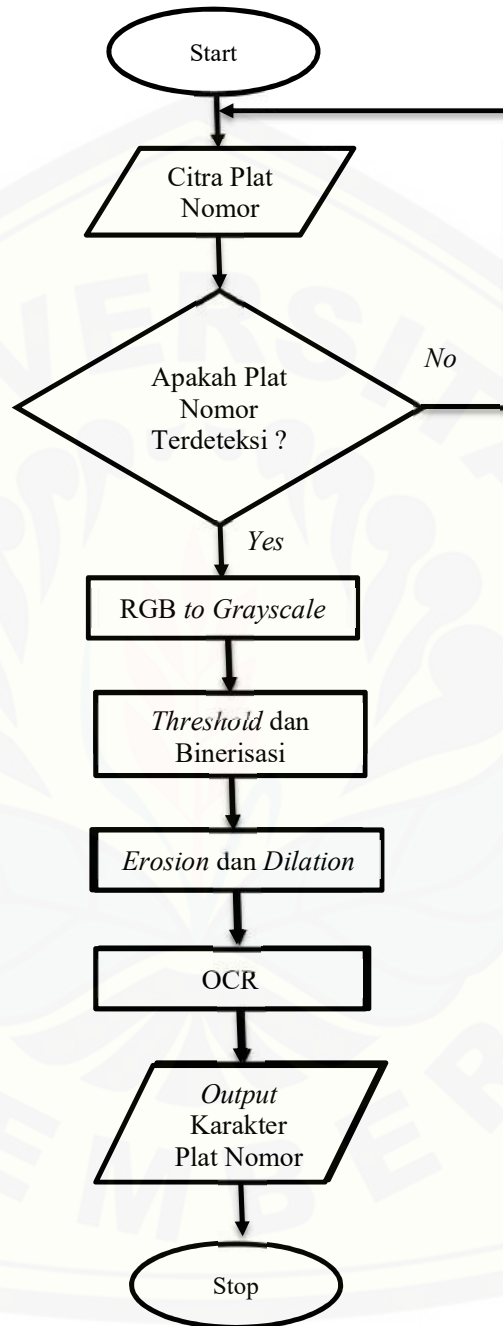 Start
Citra Plat
Nomor
Apakah Plat
Nomor
Terdeteksi ?
No
Yes
RGB to Grayscale
Threshold dan
Binerisasi
Erosion dan Dilation
OCR
Output
Karakter
Plat Nomor
Stop